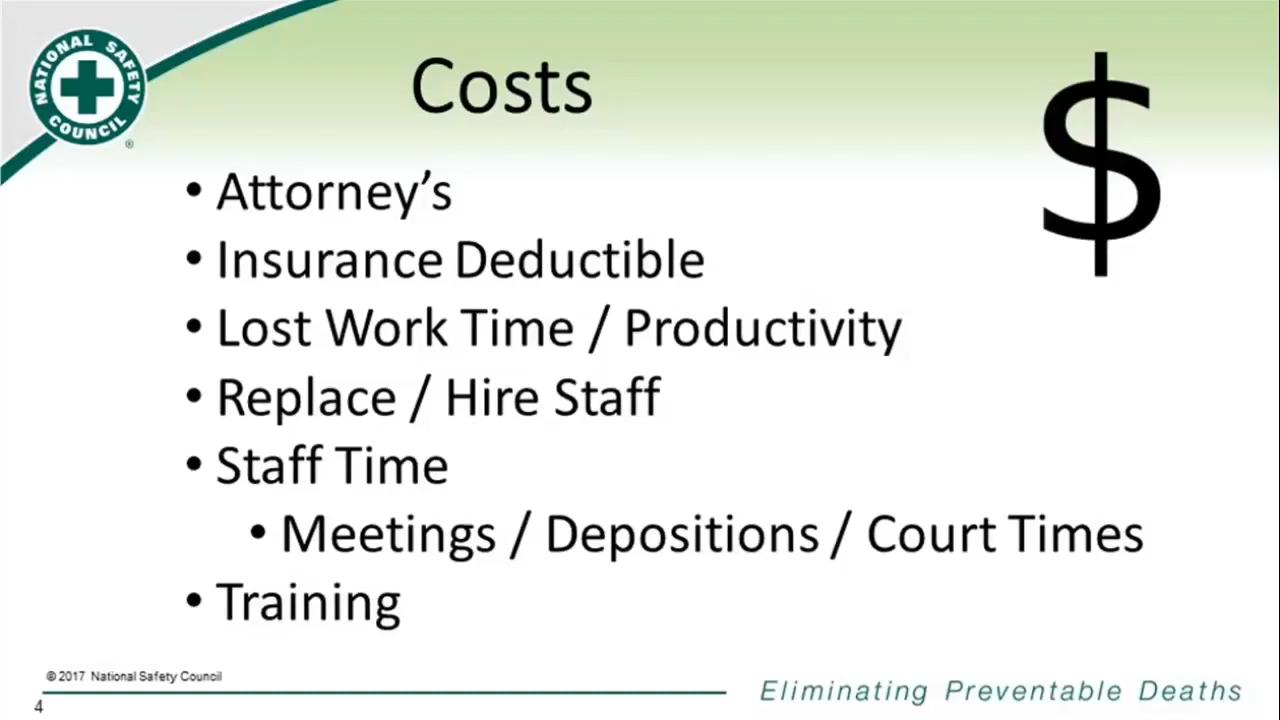 NATIONAL SAFETY COUNCIL
®
Costs
$
• Attorney’s
• Insurance Deductible
• Lost Work Time / Productivity
• Replace / Hire Staff
• Staff Time
• Meetings / Depositions / Court Times
• Training
© 2017 National Safety Council
4
Eliminating Preventable Deaths